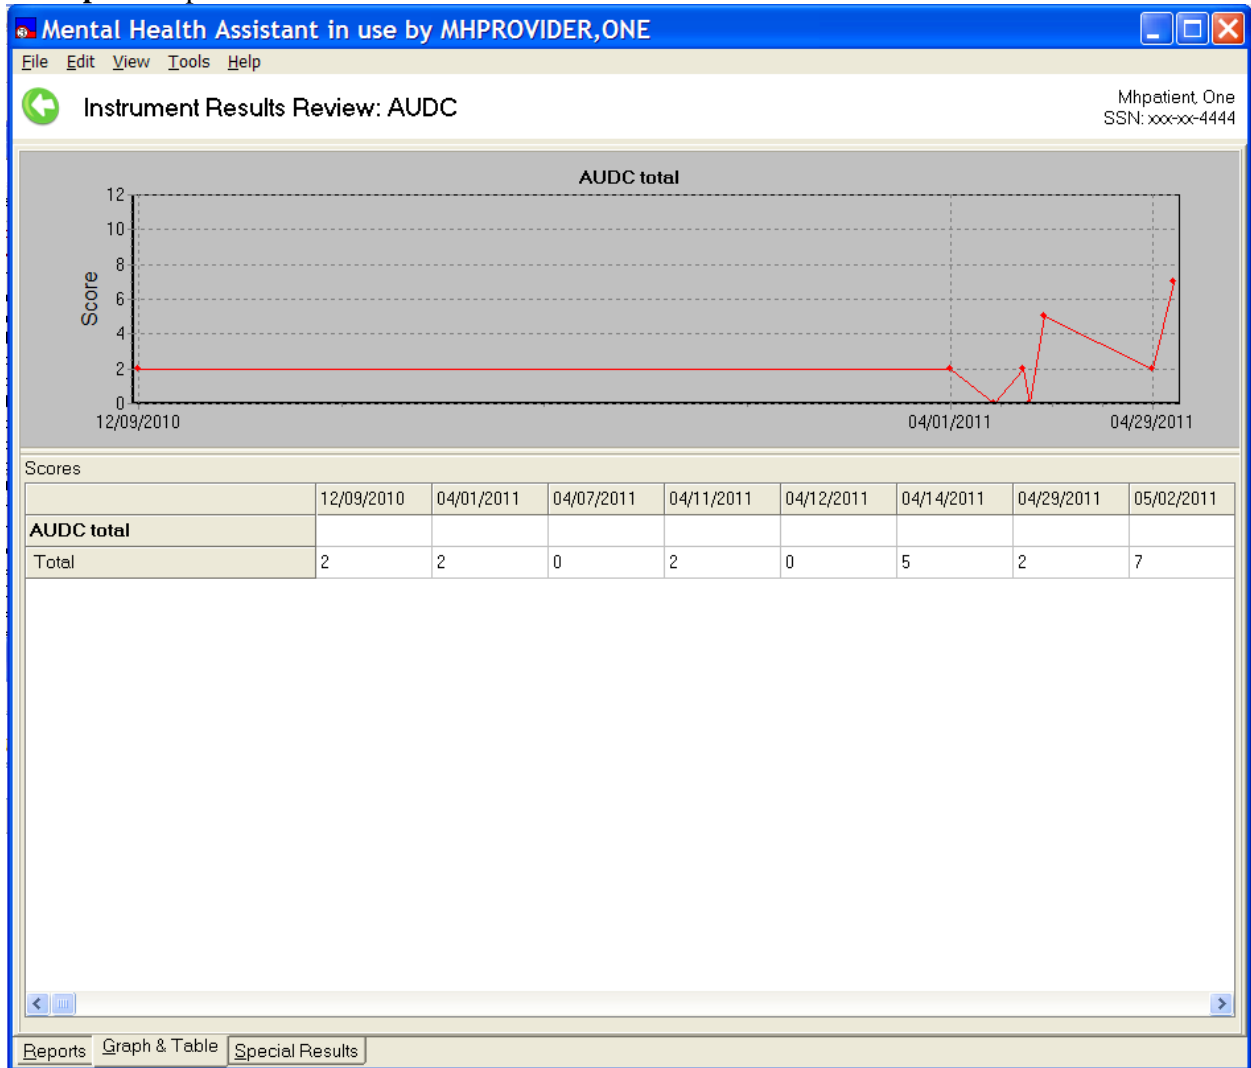 Mental Health Assistant in use by MHPROVIDER,ONE
File Edit View Tools Help
Instrument Results Review: AUDC
Mhpatient, One
SSN: xxx-xx-4444
AUDC total
Score
12
10
8
6
4
2
0
12/09/2010 04/01/2011 04/29/2011
Scores
12/09/2010 04/01/2011 04/07/2011 04/11/2011 04/12/2011 04/14/2011 04/29/2011 05/02/2011
AUDC total
Total 2 2 0 2 0 5 2 7
Reports Graph & Table Special Results